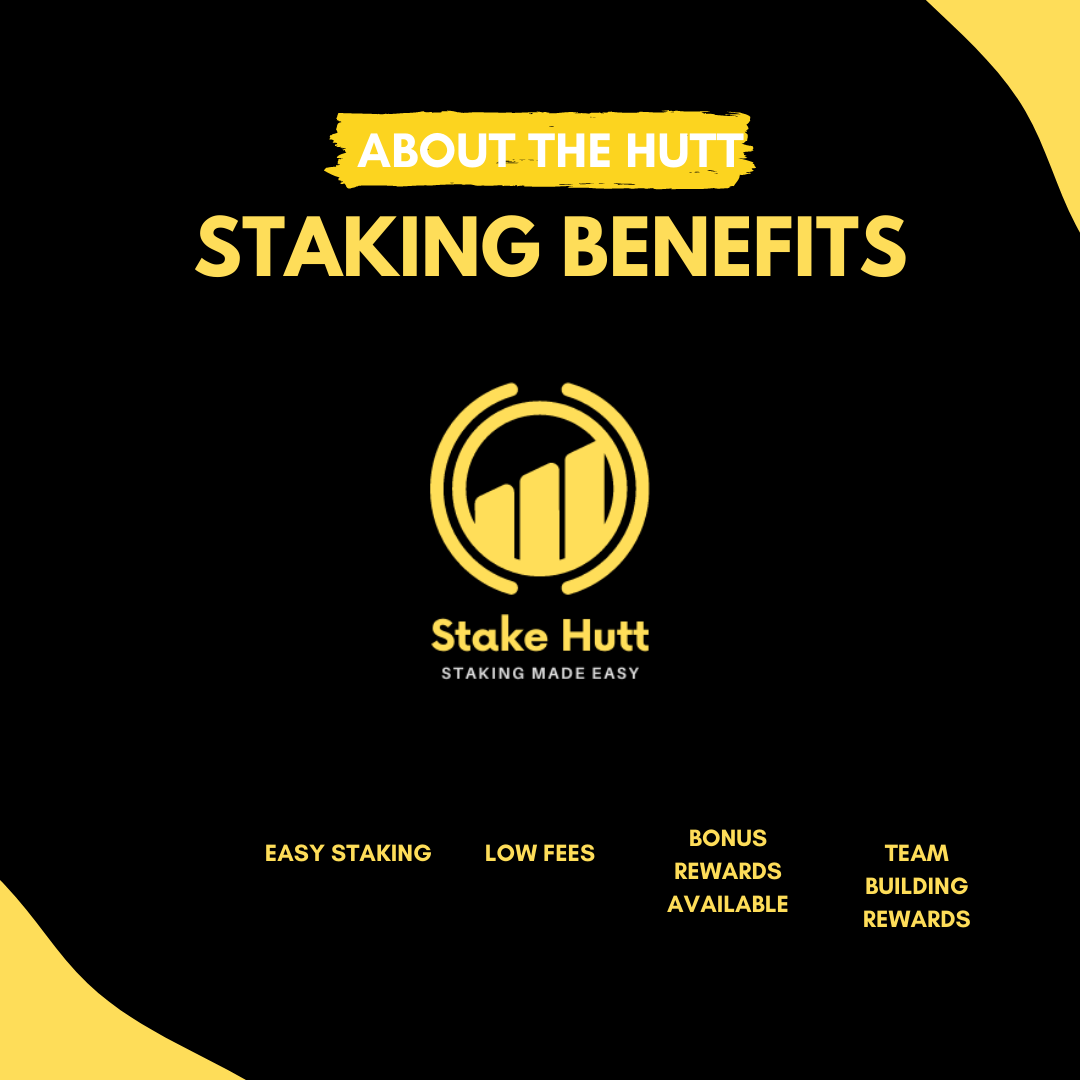 ABOUT THE HUTT
STAKING BENEFITS
Stake Hutt
STAKING MADE EASY
EASY STAKING
LOW FEES
BONUS
REWARDS
AVAILABLE
TEAM
BUILDING
REWARDS